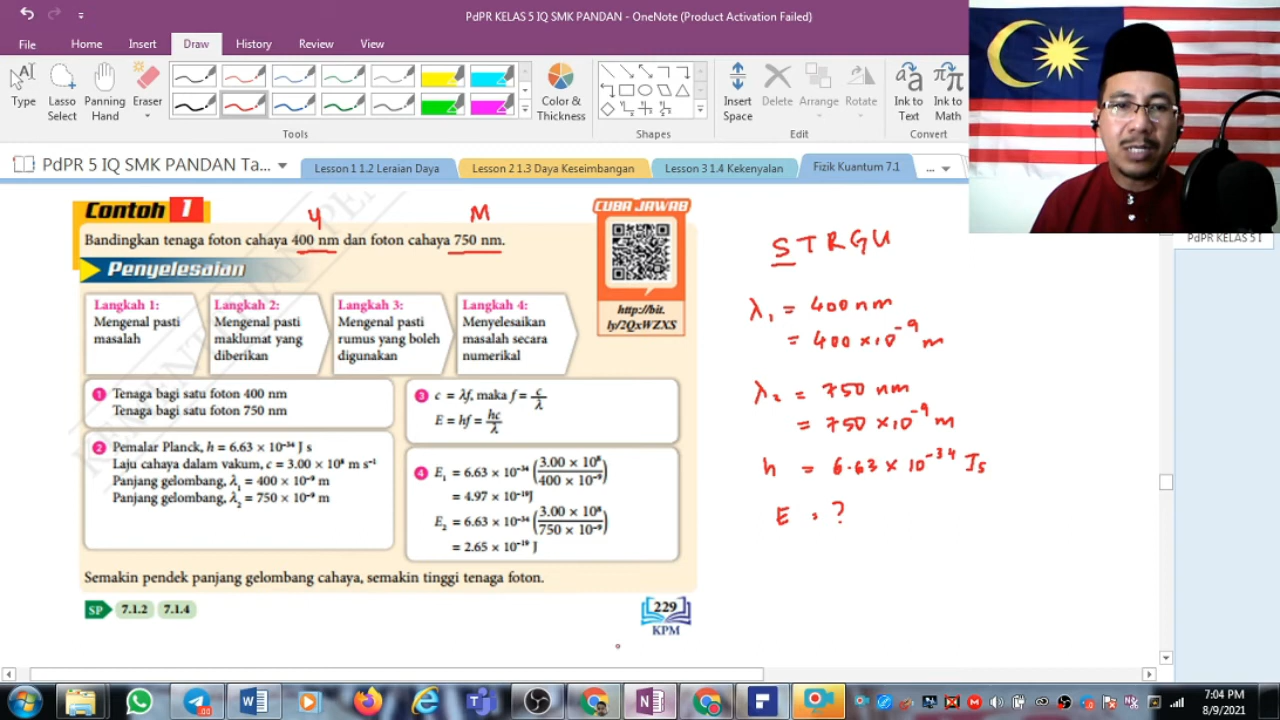 PdPR KELAS 5 IQ SMK PANDAN - OneNote (Product Activation Failed)
File Home Insert Draw History Review View
Type
Lasso Select
Panning Hand
Eraser
Color & Thickness
Insert Space
Delete
Arrange
Rotate
Ink to Text
Ink to Math
Tools
Shapes
Edit
Convert
PdPR 5 IQ SMK PANDAN Ta...
Lesson 1 1.2 Leraian Daya
Lesson 2 1.3 Daya Keseimbangan
Lesson 3 1.4 Kekenyalan
Fizik Kuantum 7.1
...
PdPR KELAS 5 I
Contoh 1
M
Bandingkan tenaga foton cahaya 400 nm dan foton cahaya 750 nm.
Penyelesaian
Langkah 1:
Mengenal pasti
masalah
Langkah 2:
Mengenal pasti
maklumat yang
diberikan
Langkah 3:
Mengenal pasti
rumus yang boleh
digunakan
Langkah 4:
Menyelesaikan
masalah secara
numerikal
CUBA JAWAB
http://bit.
ly/2QxWZXS
1 Tenaga bagi satu foton 400 nm
Tenaga bagi satu foton 750 nm
2 Pemalar Planck, h = 6.63 × 10⁻³⁴ J s
Laju cahaya dalam vakum, c = 3.00 × 10⁸ m s⁻¹
Panjang gelombang, λ₁ = 400 × 10⁻⁹ m
Panjang gelombang, λ₂ = 750 × 10⁻⁹ m
3 c = λf, maka f = c/λ
E = hf = hc/λ
4 E₁ = 6.63 × 10⁻³⁴ (3.00 × 10⁸/400 × 10⁻⁹)
= 4.97 × 10⁻¹⁹J
E₂ = 6.63 × 10⁻³⁴ (3.00 × 10⁸/750 × 10⁻⁹)
= 2.65 × 10⁻¹⁹ J
Semakin pendek panjang gelombang cahaya, semakin tinggi tenaga foton.
SP 7.1.2 7.1.4
229
KPM
STRGU
λ₁ = 400 nm
= 400 × 10⁻⁹ m
λ₂ = 750 nm
= 750 × 10⁻⁹ m
h = 6.63 × 10⁻³⁴ Js
E = ?
7:04 PM
8/9/2021